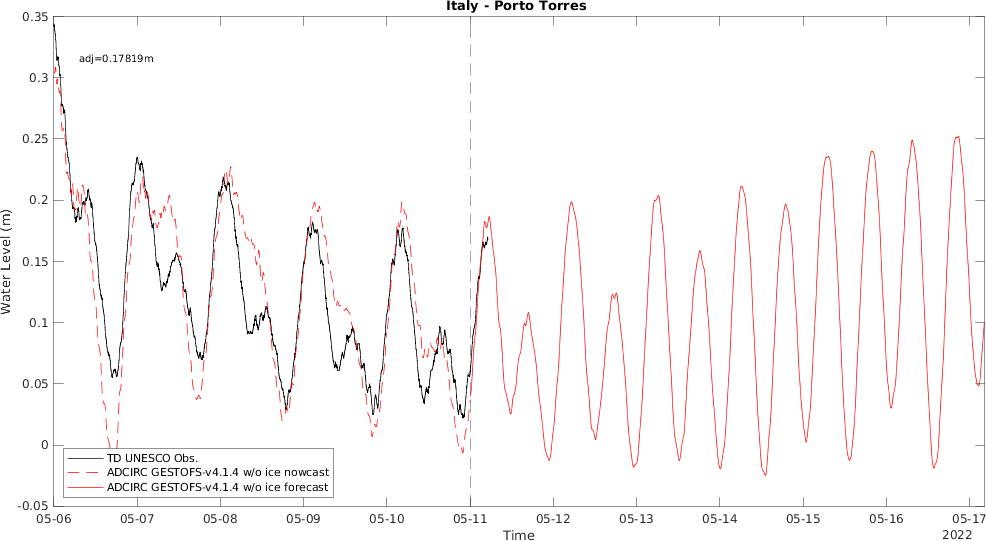 Italy - Porto Torres
adj=0.17819m
Water Level (m)
0.35
0.3
0.25
0.2
0.15
0.1
0.05
0
-0.05
TD UNESCO Obs.
ADCIRC GESTOFS-v4.1.4 w/o ice nowcast
ADCIRC GESTOFS-v4.1.4 w/o ice forecast
05-06 05-07 05-08 05-09 05-10 05-11 05-12 05-13 05-14 05-15 05-16 05-17
Time
2022